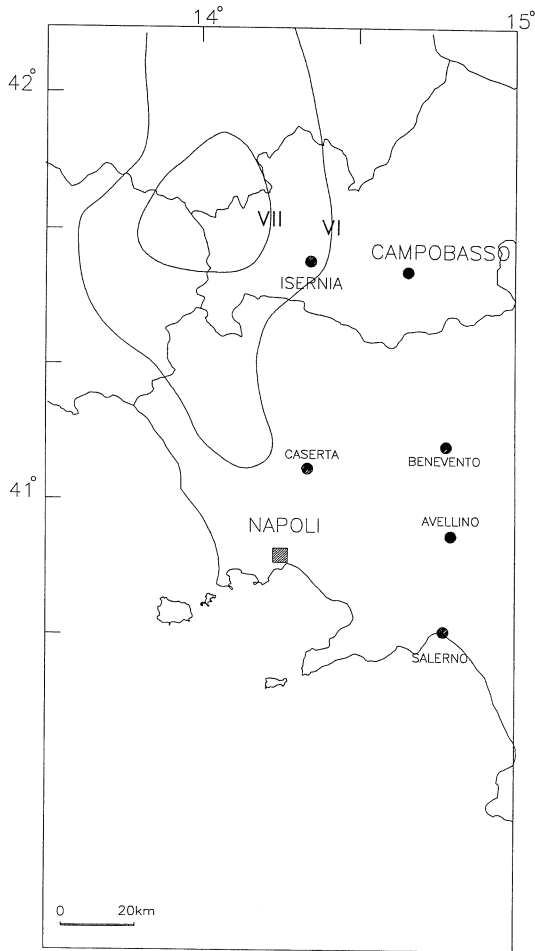 14° 15°
42°
VII VI
CAMPOBASSO
ISERNIA
CASERTA
BENEVENTO
41°
AVELLINO
NAPOLI
SALERNO
0 20km